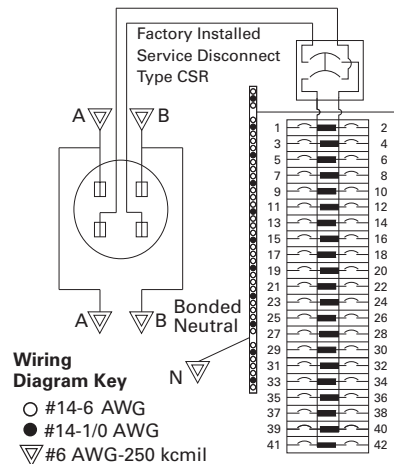 Factory Installed
Service Disconnect
Type CSR
A B
1 2
3 4
5 6
7 8
9 10
11 12
13 14
15 16
17 18
19 20
21 22
23 24
25 26
27 28
29 30
31 32
33 34
35 36
37 38
39 40
41 42
A B
Bonded
Neutral
N
Wiring
Diagram Key
#14-6 AWG
#14-1/0 AWG
#6 AWG-250 kcmil